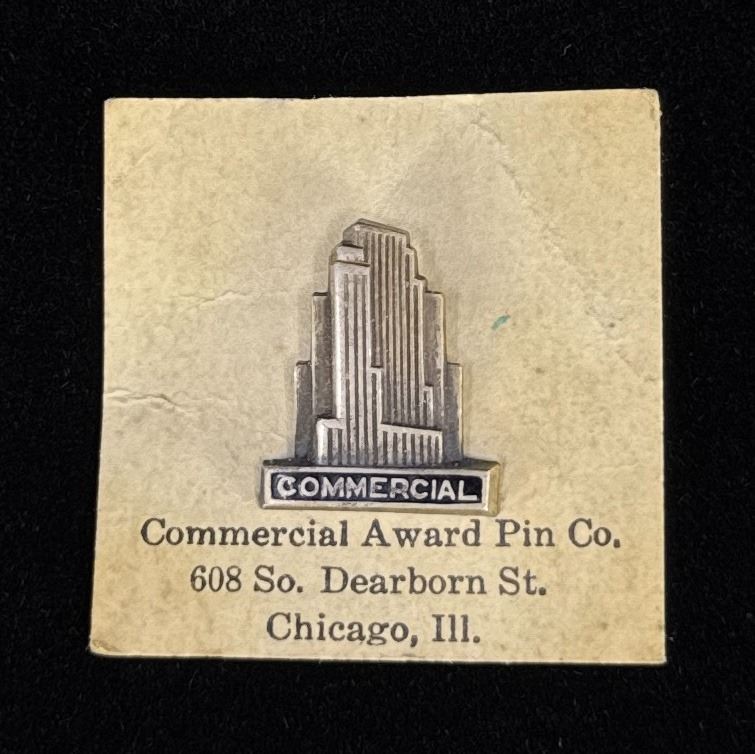 COMMERCIAL
Commercial Award Pin Co.
608 So. Dearborn St.
Chicago, Ill.